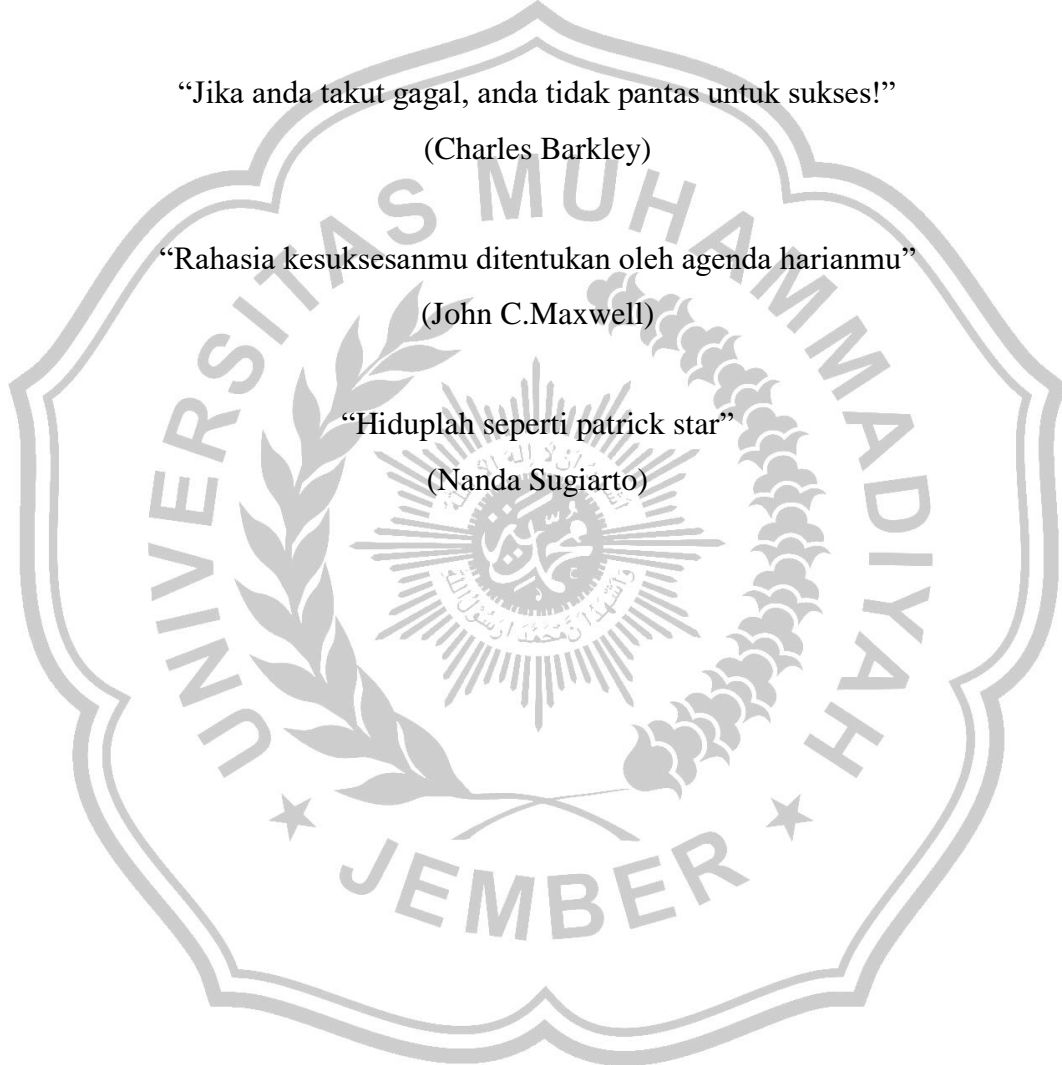 “Jika anda takut gagal, anda tidak pantas untuk sukses!”
(Charles Barkley)
“Rahasia kesuksesanmu ditentukan oleh agenda harianmu”
(John C.Maxwell)
“Hiduplah seperti patrick star”
(Nanda Sugiarto)
UNIVERSITAS MUHAMMADIYAH
JEMBER